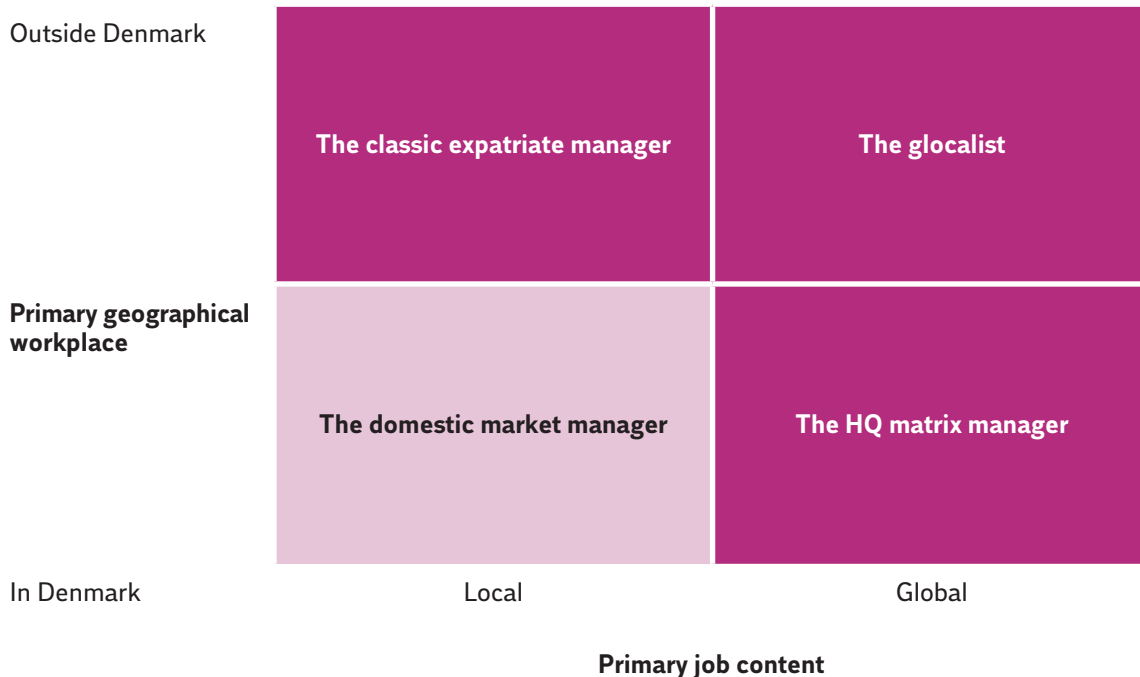 Outside Denmark
The classic expatriate manager
The glocalist
Primary geographical
workplace
The domestic market manager
The HQ matrix manager
In Denmark
Local
Global
Primary job content